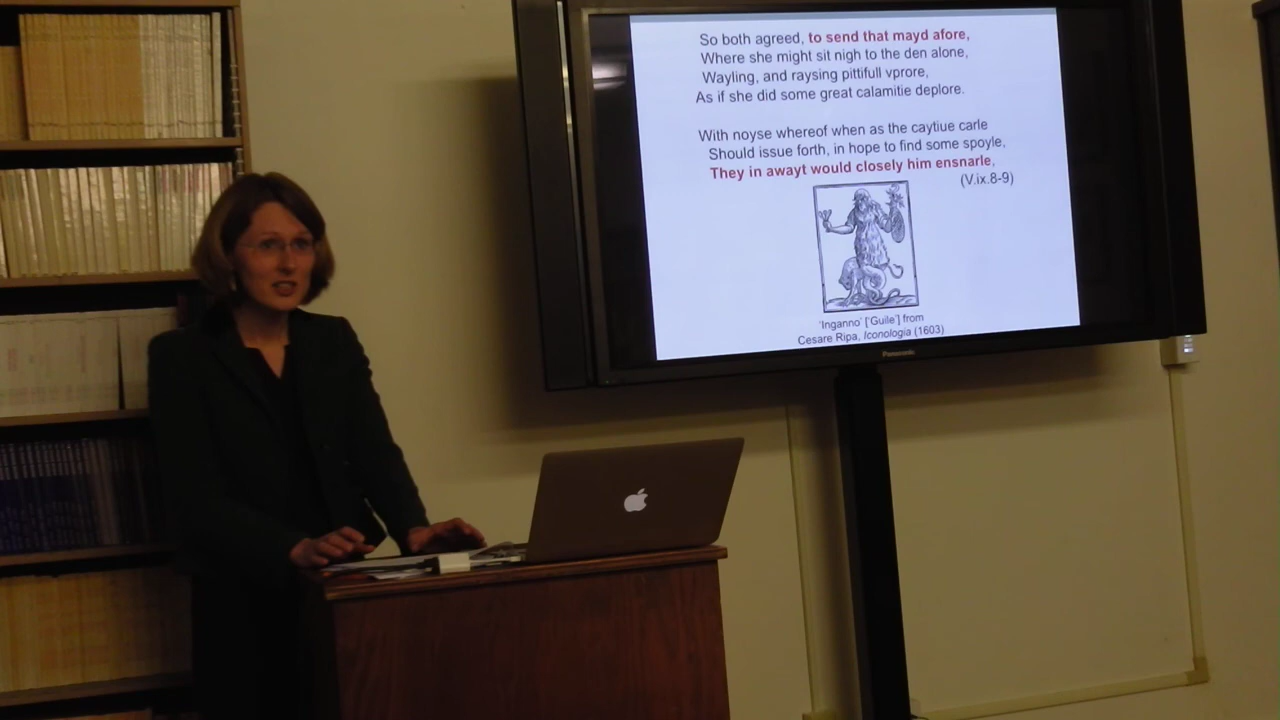 So both agreed, to send that mayd afore,
Where she might sit nigh to the den alone,
Wayling, and raysing pittifull vprore,
As if she did some great calamitie deplore.
With noyse whereof when as the caytiue carle
Should issue forth, in hope to find some spoyle,
They in awayt would closely him ensnarle,
(V.ix.8-9)
'Inganno' ['Guile'] from
Cesare Ripa, Iconologia (1603)
Panasonic